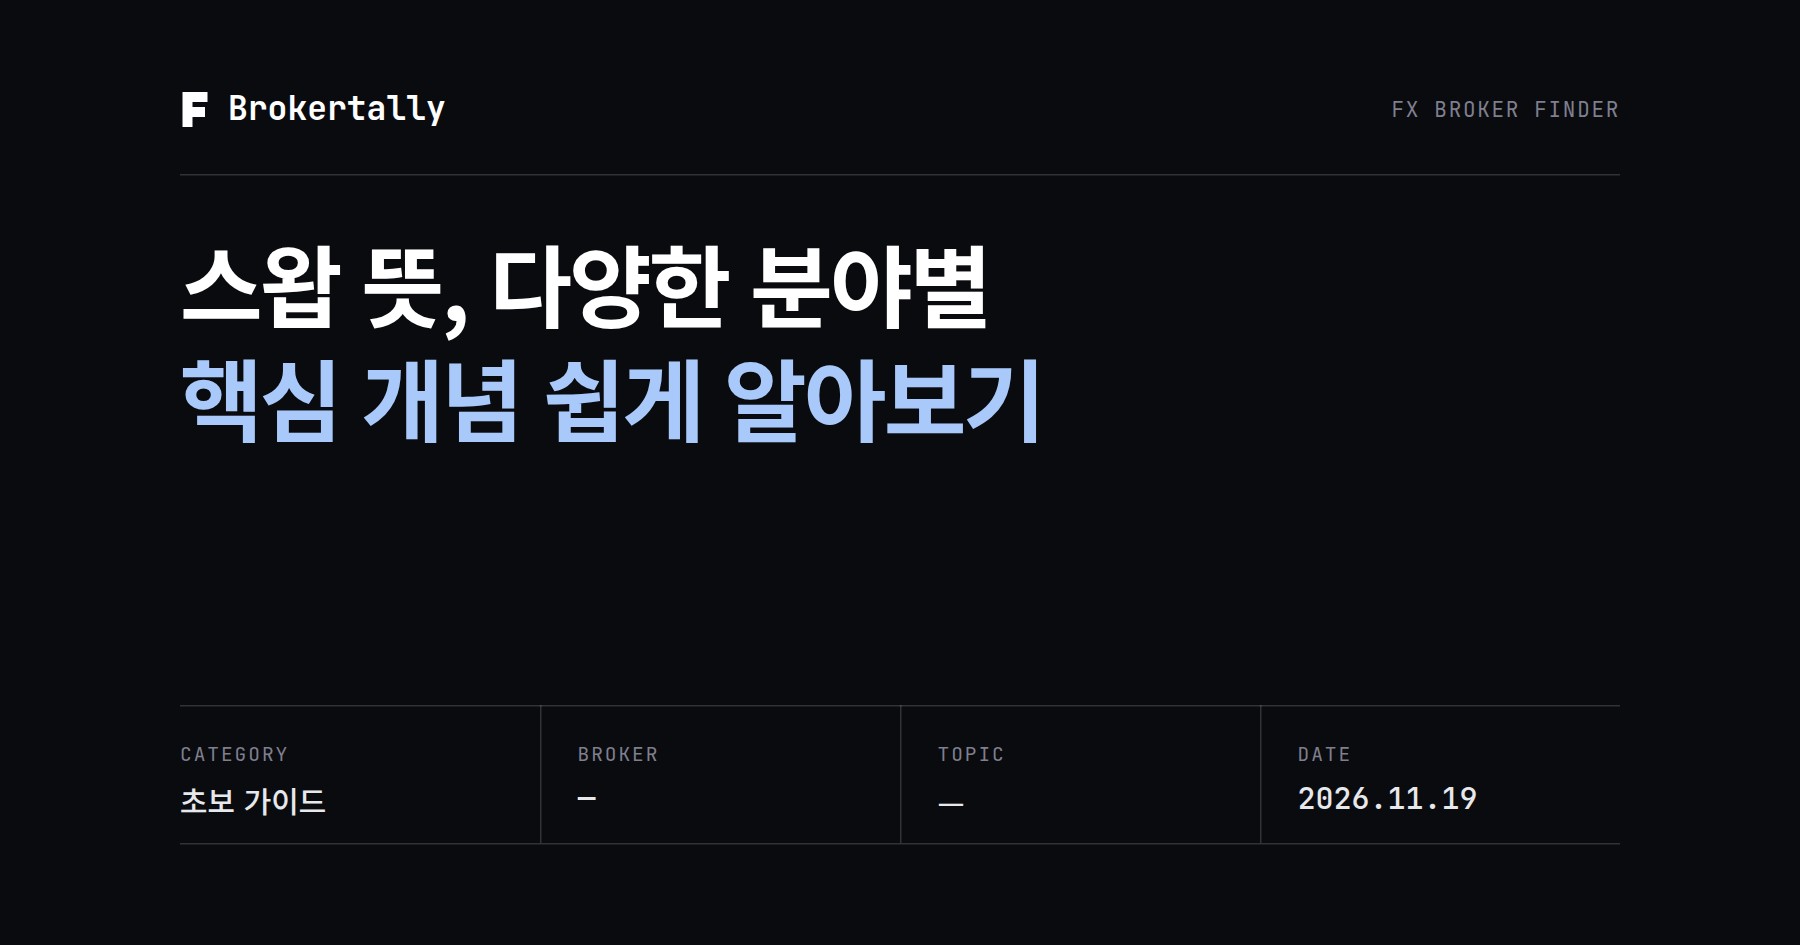 Brokertally
FX BROKER FINDER
스왑 뜻, 다양한 분야별
핵심 개념 쉽게 알아보기
CATEGORY
초보 가이드
BROKER
—
TOPIC
—
DATE
2026.11.19